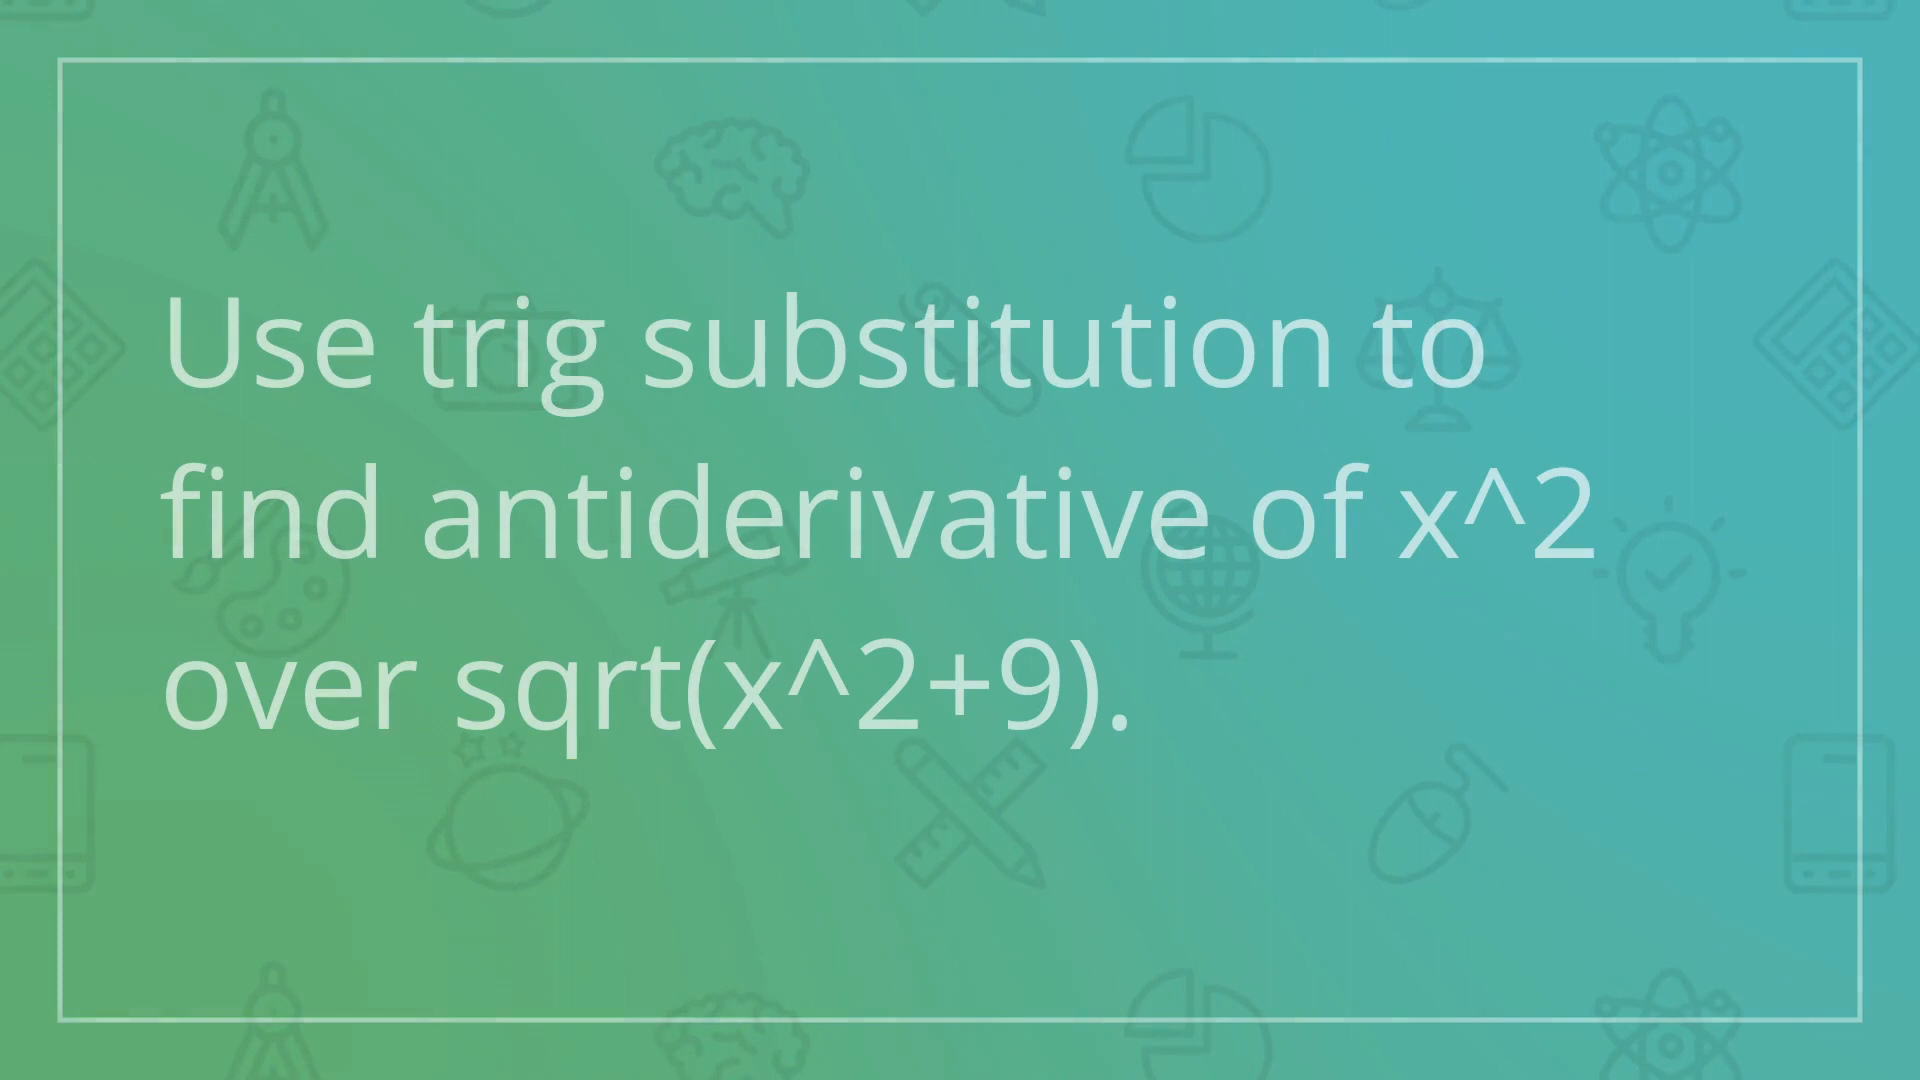 Use trig substitution to
find antiderivative of x^2
over sqrt(x^2+9).